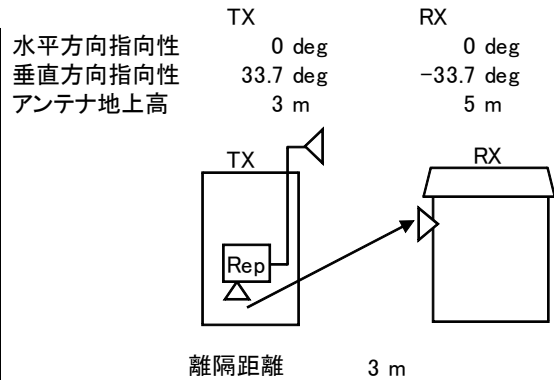 TX RX
水平方向指向性 0 deg 0 deg
垂直方向指向性 33.7 deg -33.7 deg
アンテナ地上高 3 m 5 m
TX RX
Rep
離隔距離 3 m